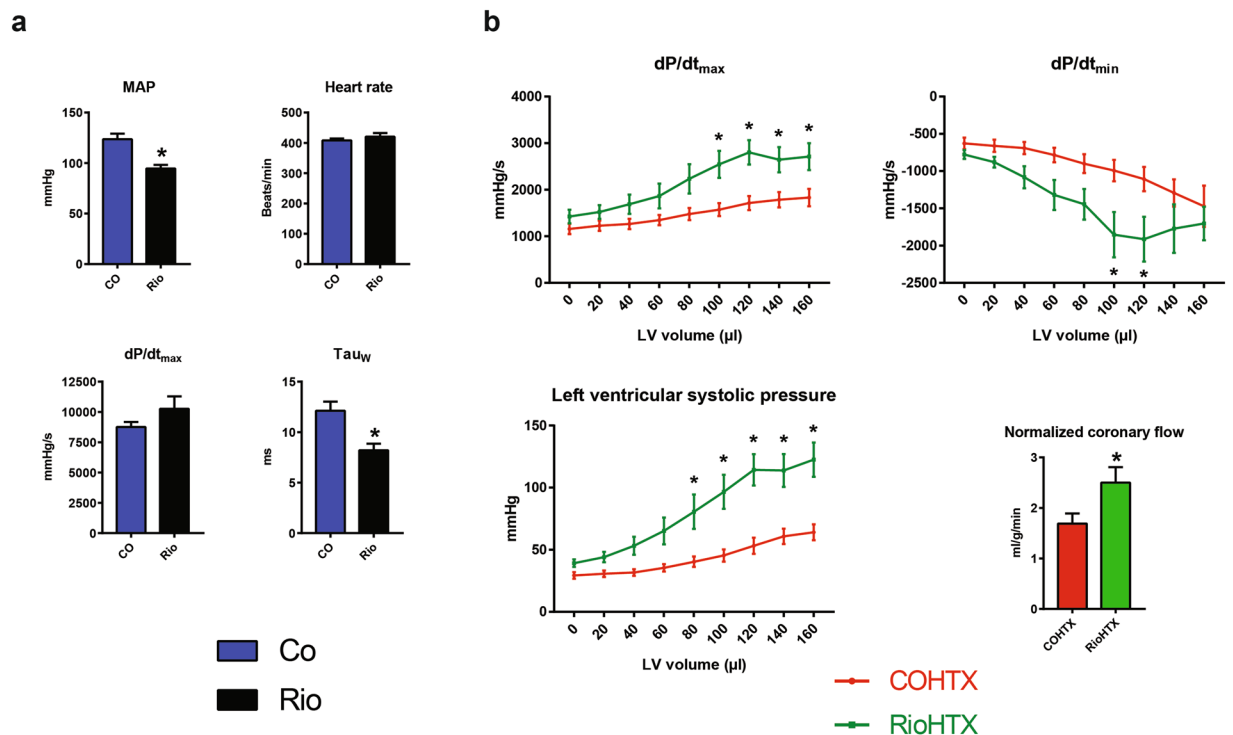 a
MAP
mmHg
150
100
50
0
*
CO
Rio
Heart rate
Beats/min
500
400
300
200
100
0
CO
Rio
dP/dtmax
mmHg/s
12500
10000
7500
5000
2500
0
CO
Rio
TauW
ms
15
10
5
0
*
CO
Rio
Co
Rio
b
dP/dtmax
mmHg/s
4000
3000
2000
1000
0
* * * *
0 20 40 60 80 100 120 140 160
LV volume (µl)
dP/dtmin
mmHg/s
0
-500
-1000
-1500
-2000
-2500
* *
0 20 40 60 80 100 120 140 160
LV volume (µl)
Left ventricular systolic pressure
mmHg
150
100
50
0
* * * * *
0 20 40 60 80 100 120 140 160
LV volume (µl)
Normalized coronary flow
ml/g/min
3
2
1
0
*
COHTX
RioHTX
COHTX
RioHTX